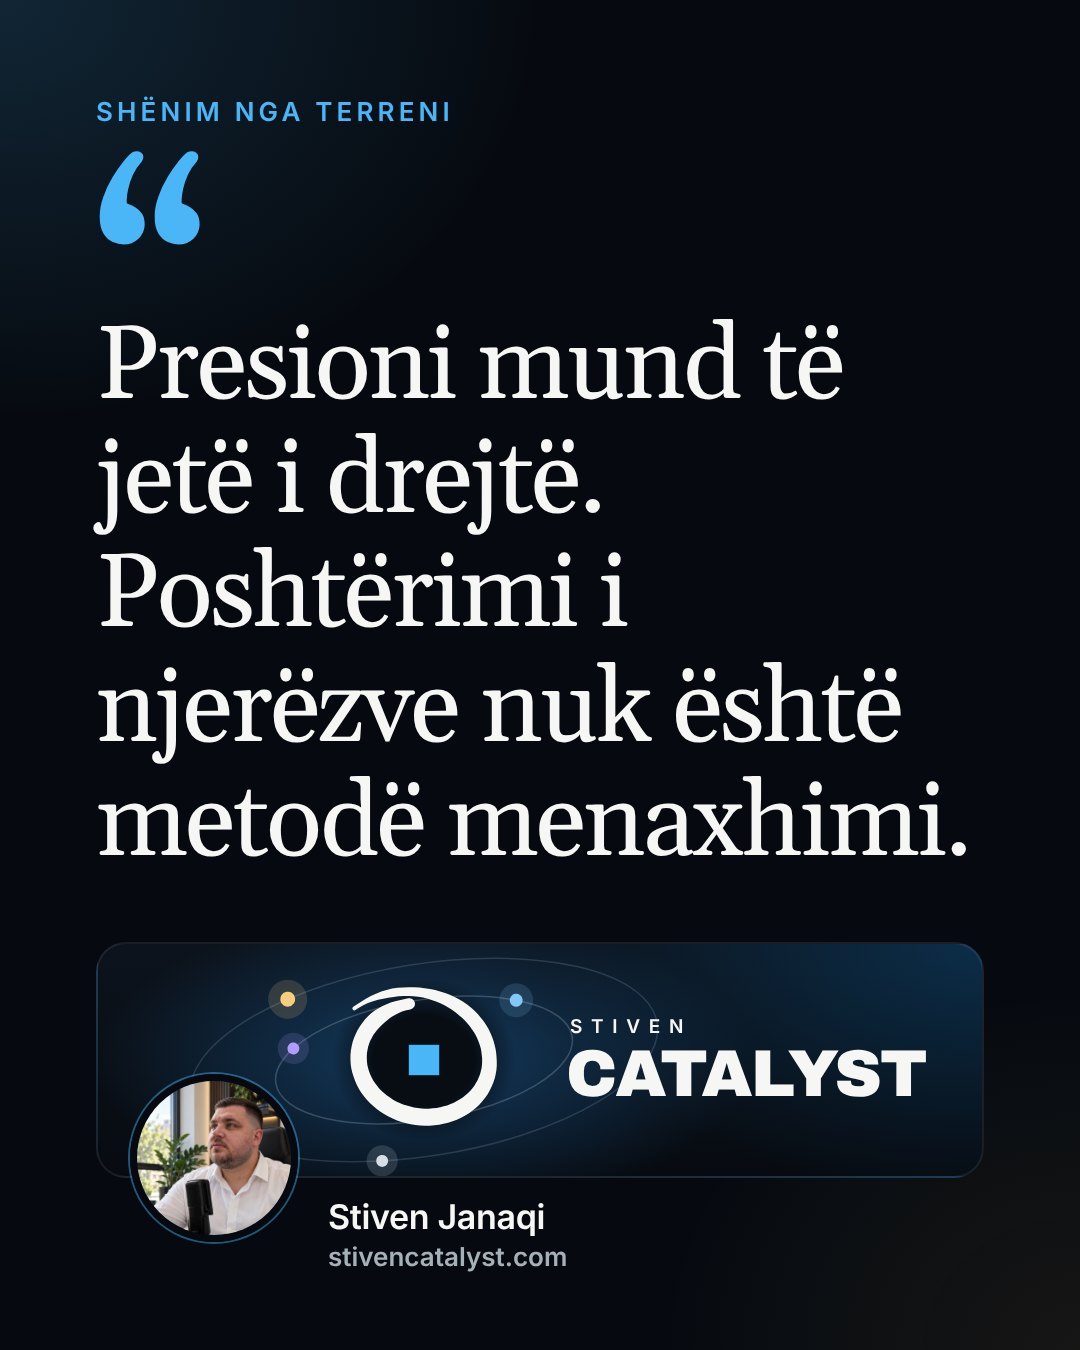 SHËNIM NGA TERRENI
“
Presioni mund të
jetë i drejtë.
Poshtërimi i
njerëzve nuk është
metodë menaxhimi.
STIVEN
CATALYST
Stiven Janaqi
stivencatalyst.com